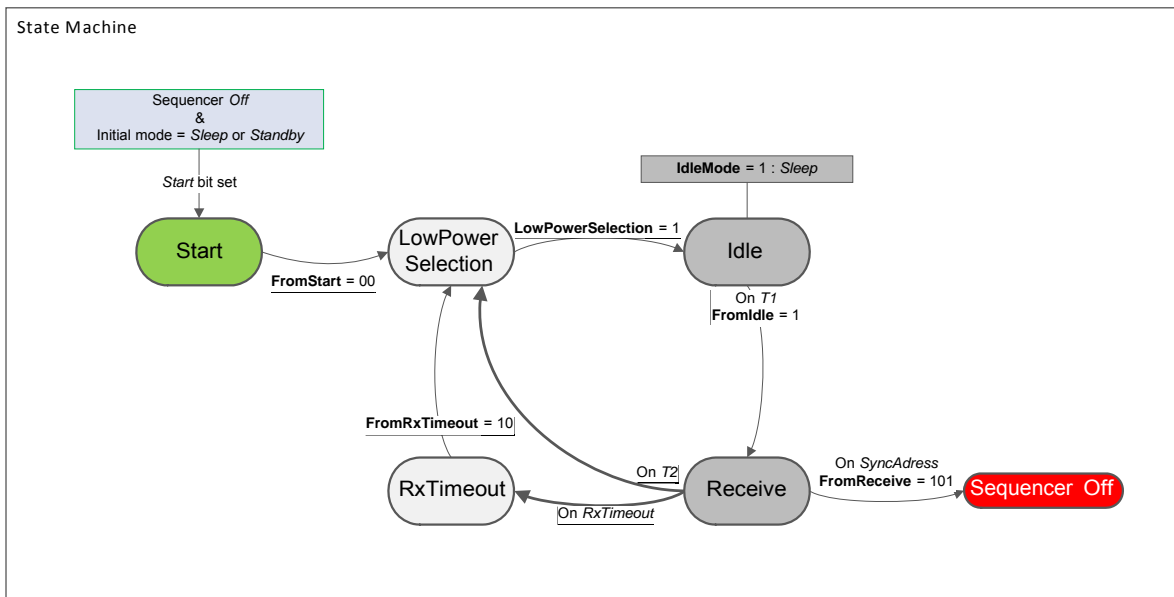 State Machine
Sequencer Off
&
Initial mode = Sleep or Standby
Start bit set
IdleMode = 1 : Sleep
Start
FromStart = 00
LowPower
Selection
LowPowerSelection = 1
Idle
On T1
FromIdle = 1
FromRxTimeout = 10
On T2
RxTimeout
On RxTimeout
Receive
On SyncAdress
FromReceive = 101
Sequencer Off